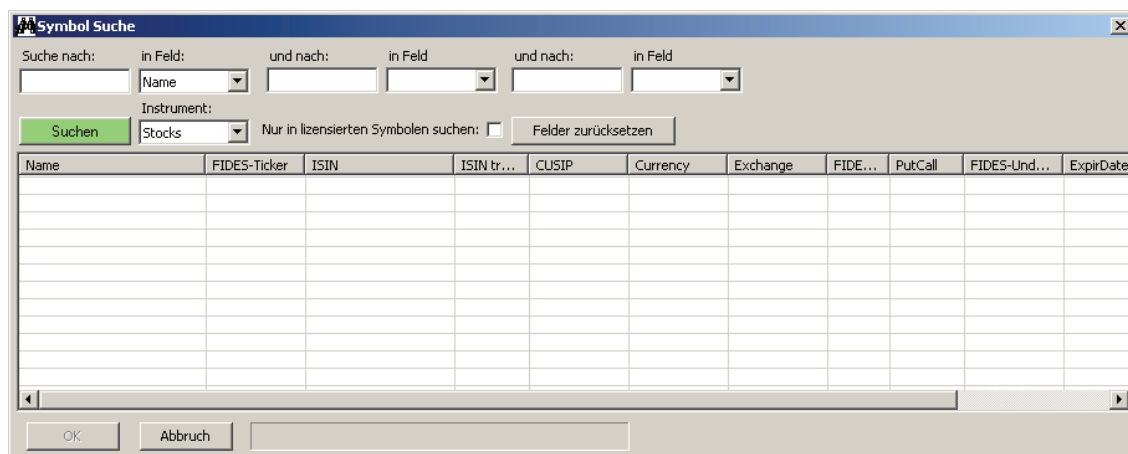 Symbol Suche
Suche nach: in Feld: und nach: in Feld und nach: in Feld
Name
Instrument:
Suchen Stocks Nur in lizensierten Symbolen suchen: Felder zurücksetzen
Name FIDES-Ticker ISIN ISIN tr... CUSIP Currency Exchange FIDE... PutCall FIDES-Und... ExpirDate
OK Abbruch